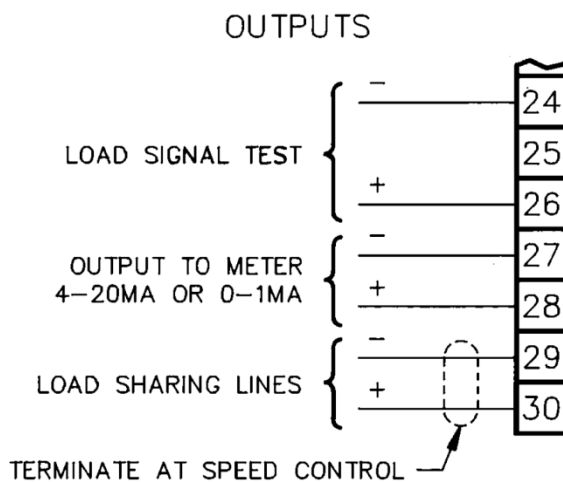 OUTPUTS
−
24
LOAD SIGNAL TEST
25
+
26
−
27
OUTPUT TO METER
4−20MA OR 0−1MA
+
28
−
29
LOAD SHARING LINES
+
30
TERMINATE AT SPEED CONTROL